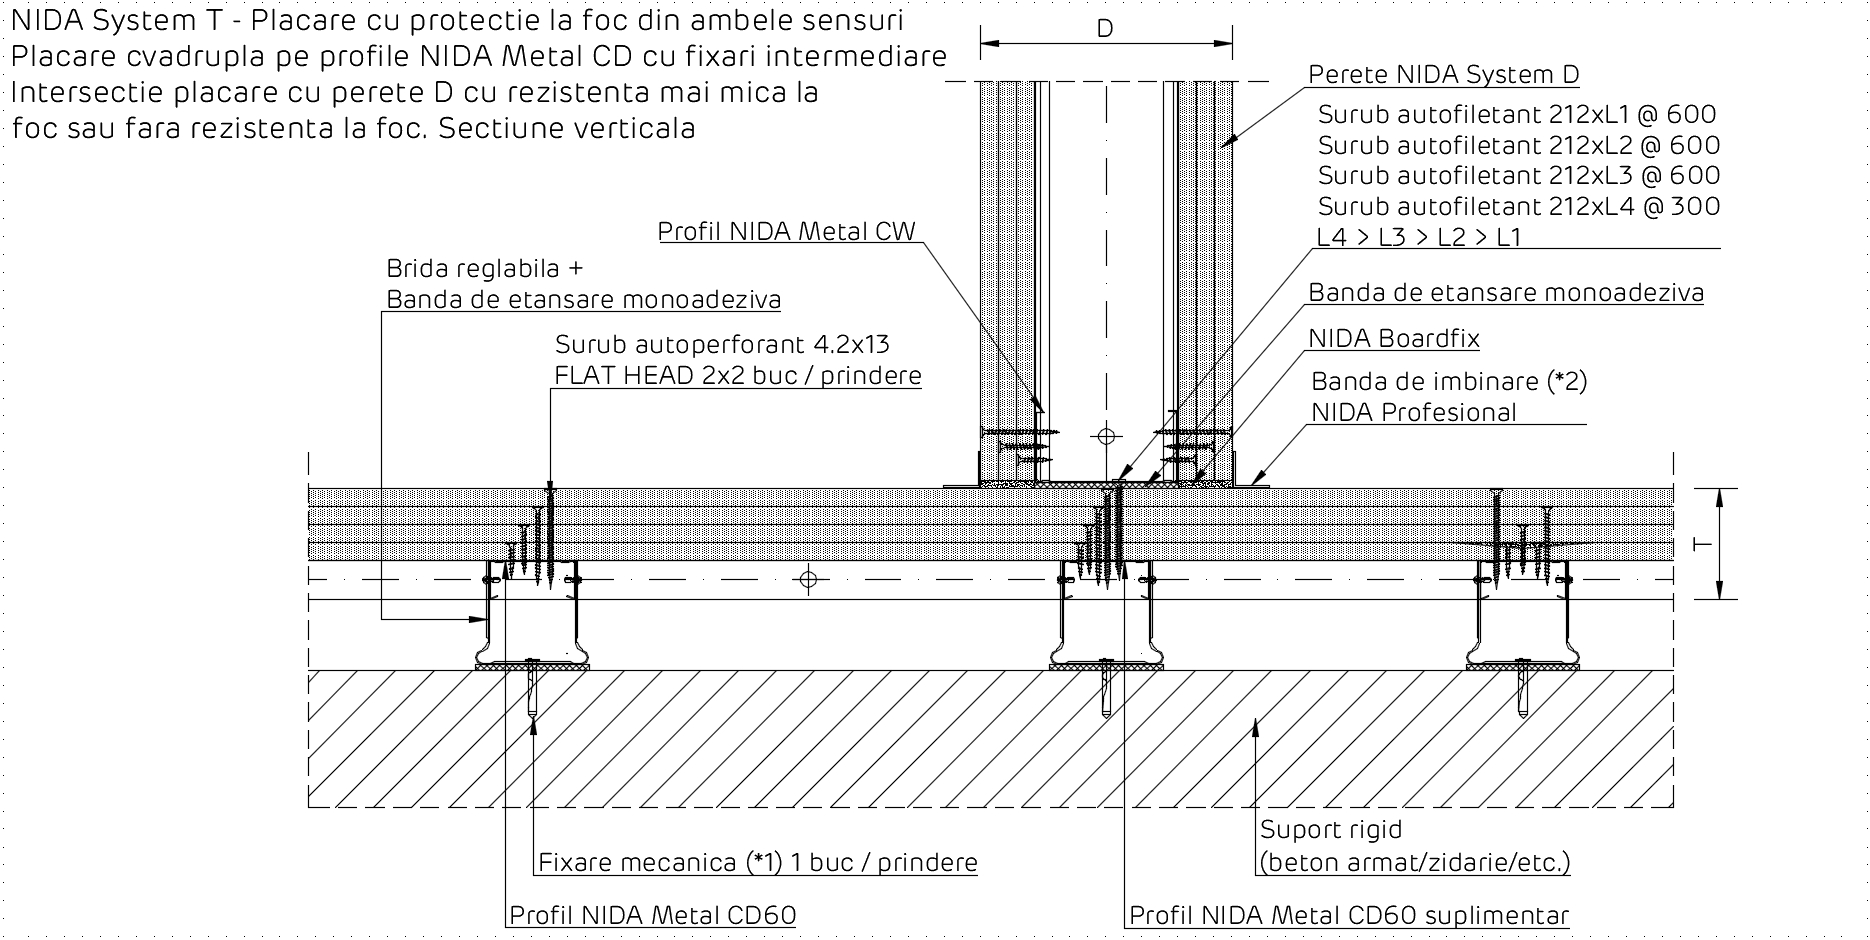 NIDA System T - Placare cu protectie la foc din ambele sensuri
Placare cvadrupla pe profile NIDA Metal CD cu fixari intermediare
Intersectie placare cu perete D cu rezistenta mai mica la
foc sau fara rezistenta la foc. Sectiune verticala
D
Perete NIDA System D
Surub autofiletant 212xL1 @ 600
Surub autofiletant 212xL2 @ 600
Surub autofiletant 212xL3 @ 600
Surub autofiletant 212xL4 @ 300
L4 > L3 > L2 > L1
Profil NIDA Metal CW
Brida reglabila +
Banda de etansare monoadeziva
Banda de etansare monoadeziva
Surub autoperforant 4.2x13
FLAT HEAD 2x2 buc / prindere
NIDA Boardfix
Banda de imbinare (*2)
NIDA Profesional
T
Suport rigid
(beton armat/zidarie/etc.)
Fixare mecanica (*1) 1 buc / prindere
Profil NIDA Metal CD60
Profil NIDA Metal CD60 suplimentar